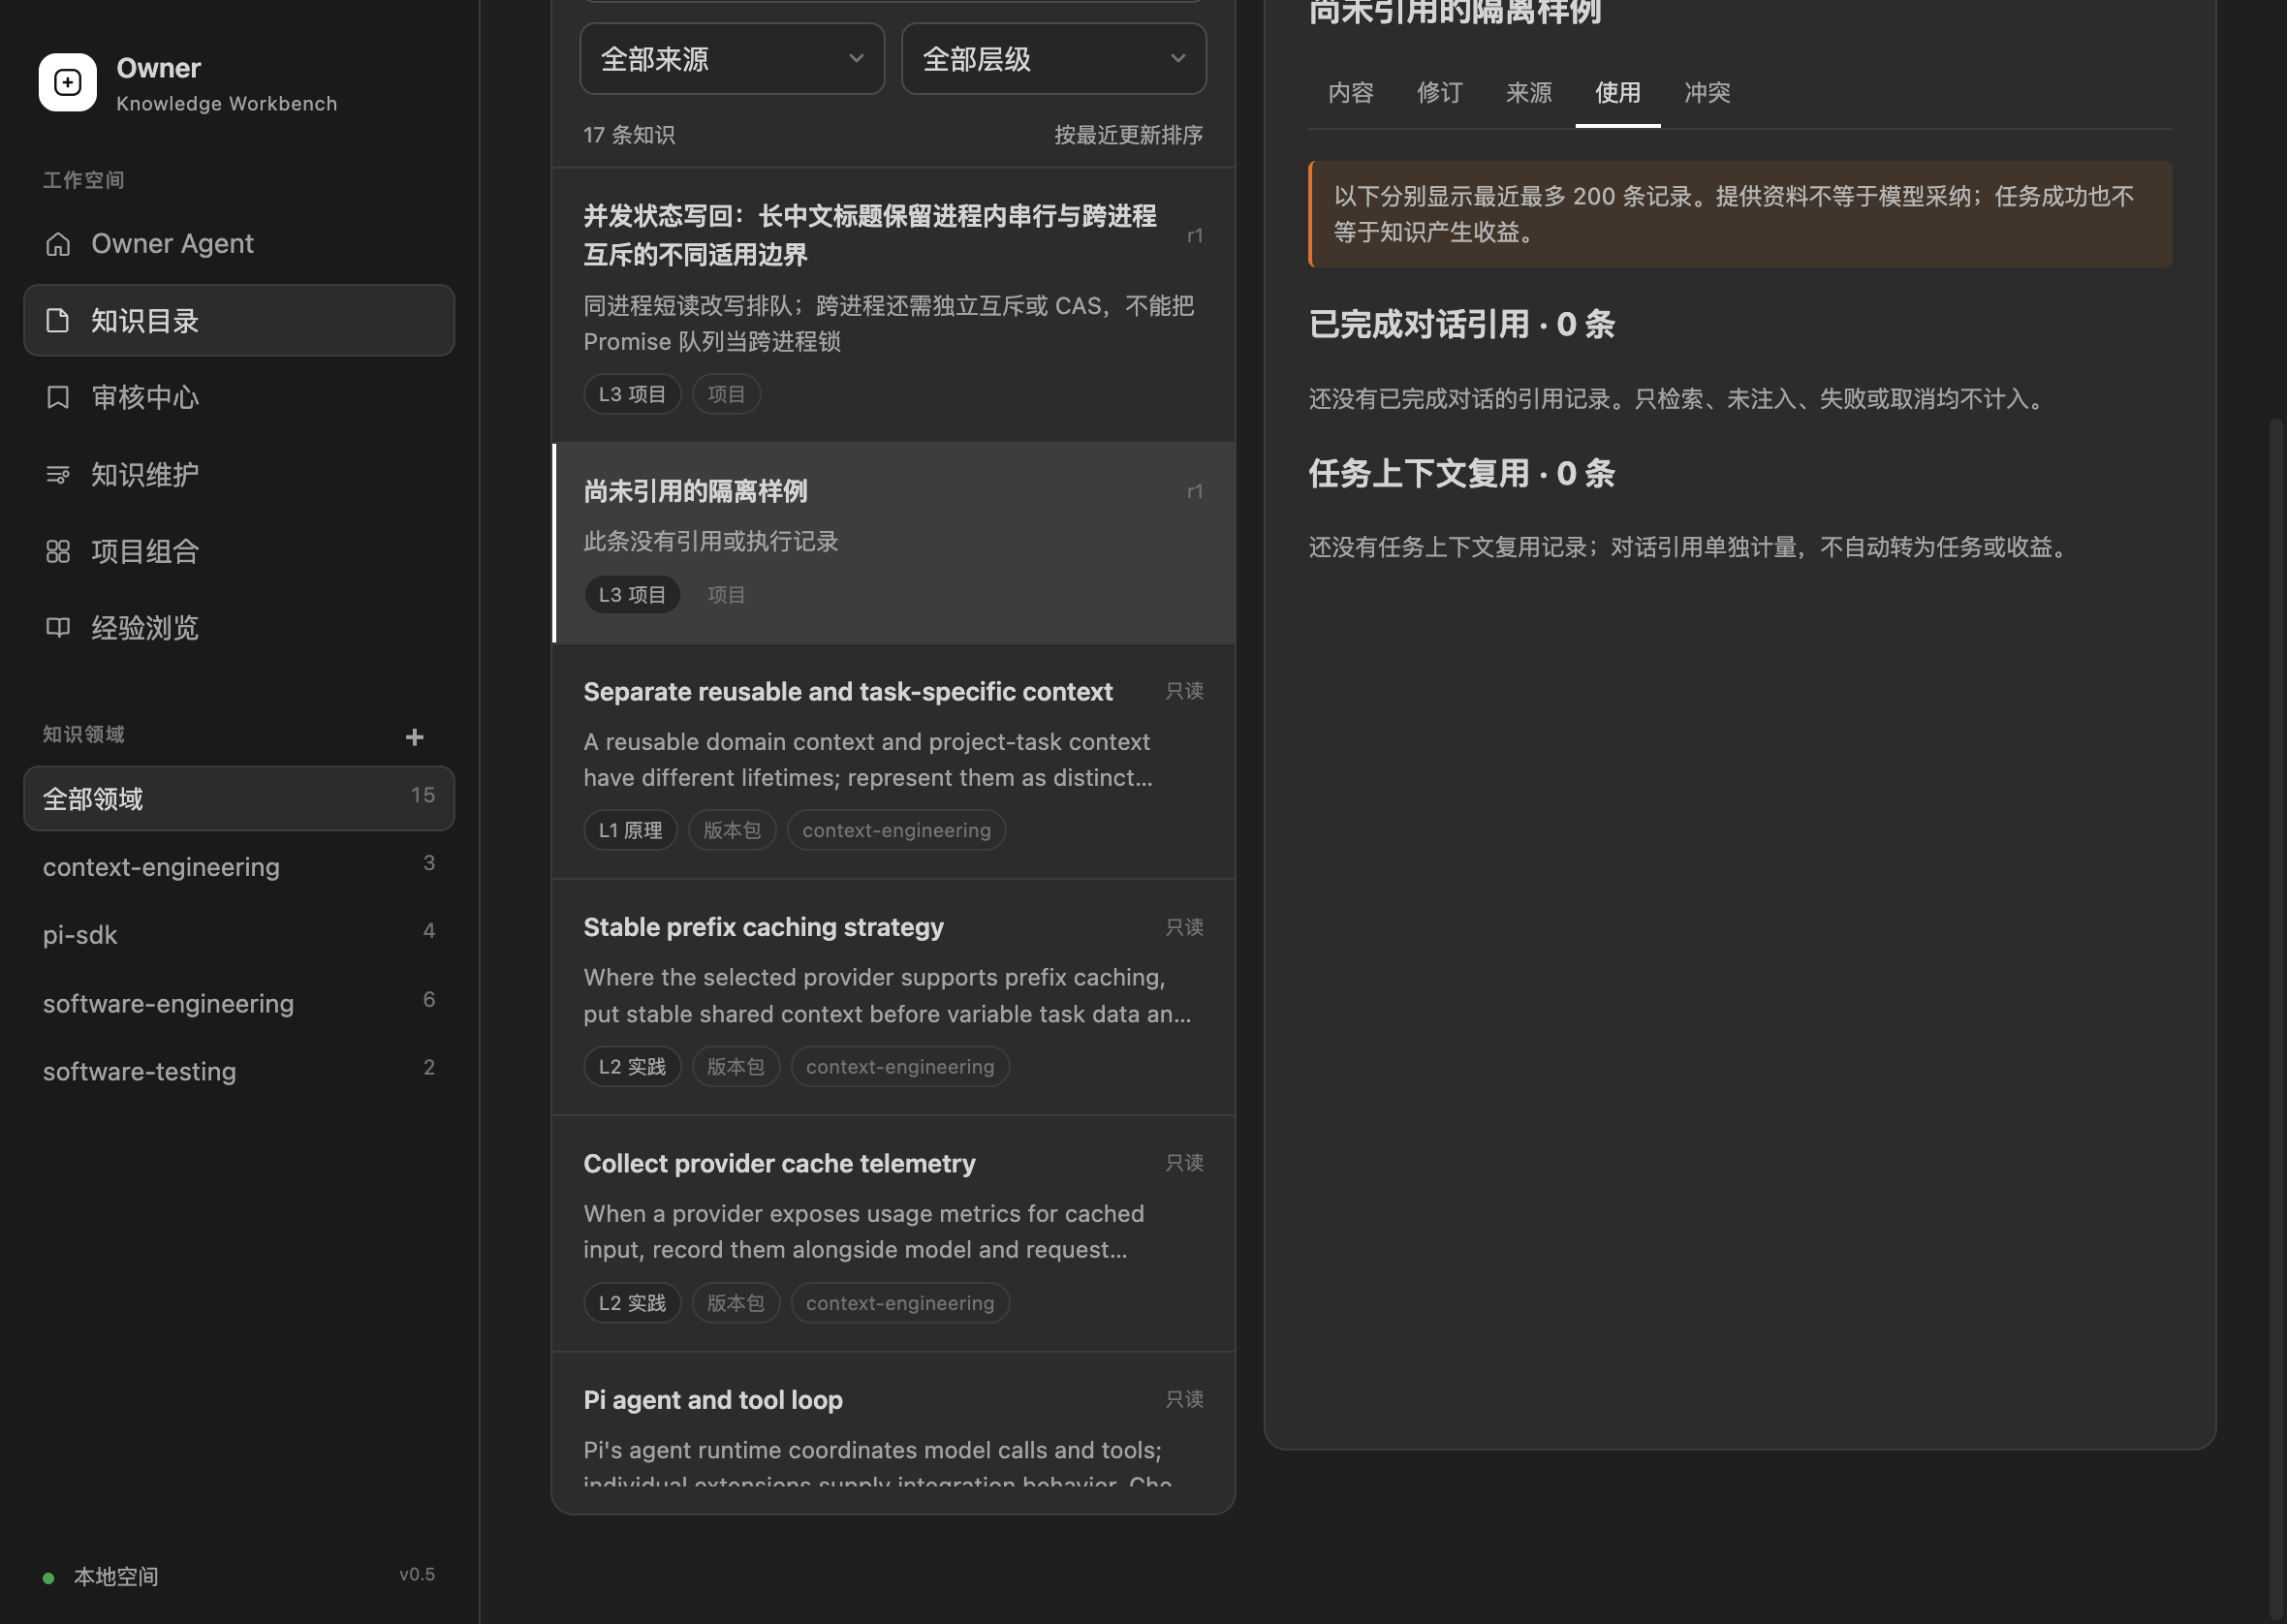 Owner
Knowledge Workbench
工作空间
Owner Agent
知识目录
审核中心
知识维护
项目组合
经验浏览
知识领域
+
全部领域 15
context-engineering 3
pi-sdk 4
software-engineering 6
software-testing 2
本地空间 v0.5
全部来源 全部层级
17 条知识 按最近更新排序
并发状态写回：长中文标题保留进程内串行与跨进程
互斥的不同适用边界
r1
同进程短读改写排队；跨进程还需独立互斥或 CAS，不能把
Promise 队列当跨进程锁
L3 项目 项目
尚未引用的隔离样例 r1
此条没有引用或执行记录
L3 项目 项目
Separate reusable and task-specific context 只读
A reusable domain context and project-task context
have different lifetimes; represent them as distinct...
L1 原理 版本包 context-engineering
Stable prefix caching strategy 只读
Where the selected provider supports prefix caching,
put stable shared context before variable task data an...
L2 实践 版本包 context-engineering
Collect provider cache telemetry 只读
When a provider exposes usage metrics for cached
input, record them alongside model and request...
L2 实践 版本包 context-engineering
Pi agent and tool loop 只读
Pi's agent runtime coordinates model calls and tools;
individual extensions supply integration behavior. Che
尚未引用的隔离样例
内容 修订 来源 使用 冲突
以下分别显示最近最多 200 条记录。提供资料不等于模型采纳；任务成功也不
等于知识产生收益。
已完成对话引用 · 0 条
还没有已完成对话的引用记录。只检索、未注入、失败或取消均不计入。
任务上下文复用 · 0 条
还没有任务上下文复用记录；对话引用单独计量，不自动转为任务或收益。